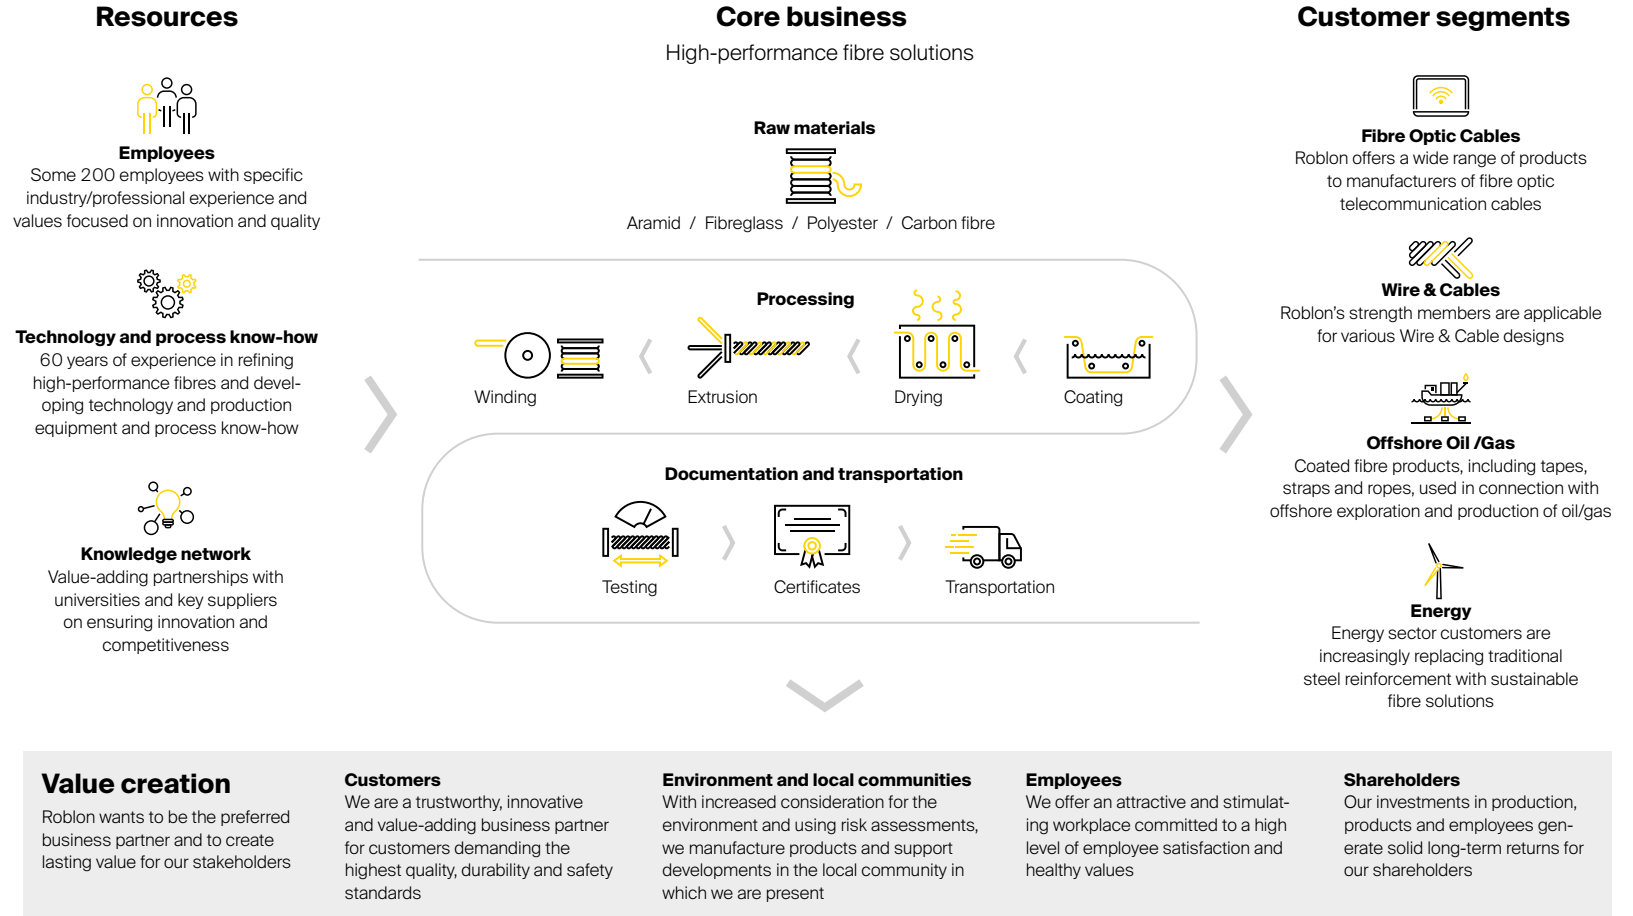 Resources
Employees
Some 200 employees with specific
industry/professional experience and
values focused on innovation and quality
Technology and process know-how
60 years of experience in refining
high-performance fibres and devel-
oping technology and production
equipment and process know-how
Knowledge network
Value-adding partnerships with
universities and key suppliers
on ensuring innovation and
competitiveness
Core business
High-performance fibre solutions
Raw materials
Aramid / Fibreglass / Polyester / Carbon fibre
Processing
Winding
Extrusion
Drying
Coating
Documentation and transportation
Testing
Certificates
Transportation
Customer segments
Fibre Optic Cables
Roblon offers a wide range of products
to manufacturers of fibre optic
telecommunication cables
Wire & Cables
Roblon's strength members are applicable
for various Wire & Cable designs
Offshore Oil /Gas
Coated fibre products, including tapes,
straps and ropes, used in connection with
offshore exploration and production of oil/gas
Energy
Energy sector customers are
increasingly replacing traditional
steel reinforcement with sustainable
fibre solutions
Value creation
Roblon wants to be the preferred
business partner and to create
lasting value for our stakeholders
Customers
We are a trustworthy, innovative
and value-adding business partner
for customers demanding the
highest quality, durability and safety
standards
Environment and local communities
With increased consideration for the
environment and using risk assessments,
we manufacture products and support
developments in the local community in
which we are present
Employees
We offer an attractive and stimulat-
ing workplace committed to a high
level of employee satisfaction and
healthy values
Shareholders
Our investments in production,
products and employees gen-
erate solid long-term returns for
our shareholders